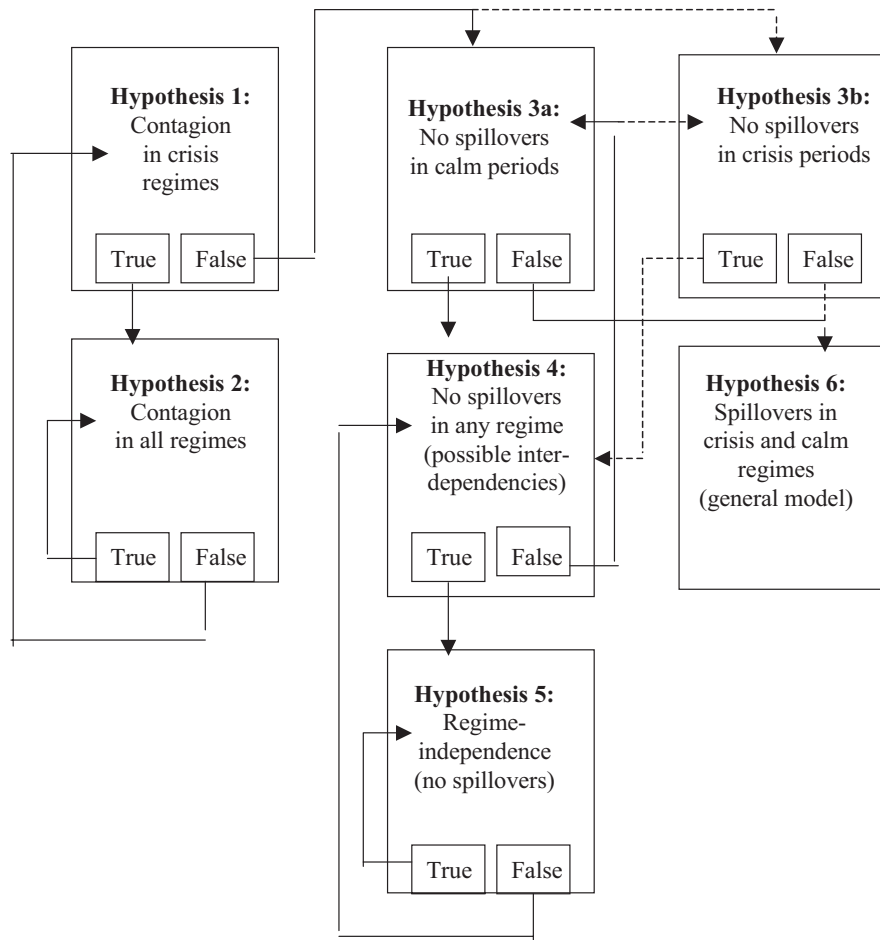 Hypothesis 1:
Contagion
in crisis
regimes
True
False
Hypothesis 3a:
No spillovers
in calm periods
True
False
Hypothesis 3b:
No spillovers
in crisis periods
True
False
Hypothesis 2:
Contagion
in all regimes
True
False
Hypothesis 4:
No spillovers
in any regime
(possible inter-
dependencies)
True
False
Hypothesis 6:
Spillovers in
crisis and calm
regimes
(general model)
Hypothesis 5:
Regime-
independence
(no spillovers)
True
False